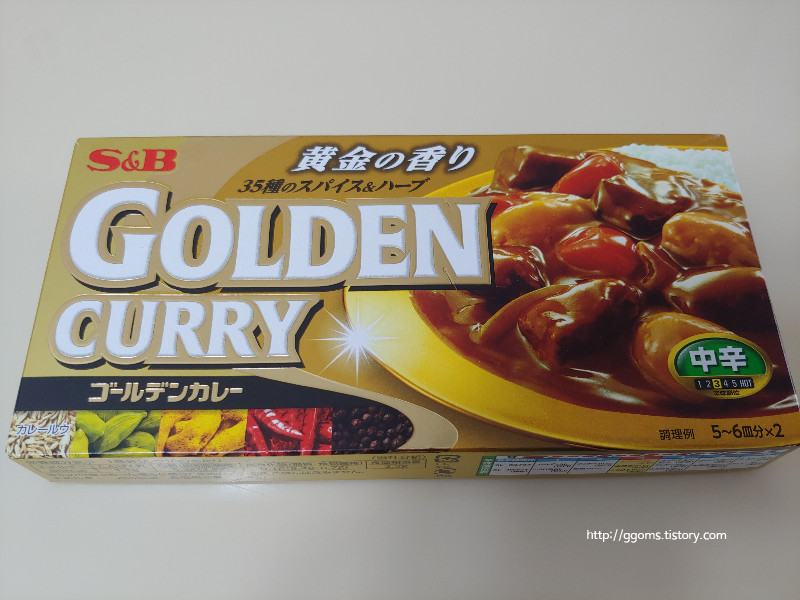 S&B
黄金の香り
35種のスパイス&ハーブ
GOLDEN
CURRY
ゴールデンカレー
カレールウ
中辛
1 2 3 4 5 HOT
調理例 5~6皿分×2
http://ggoms.tistory.com